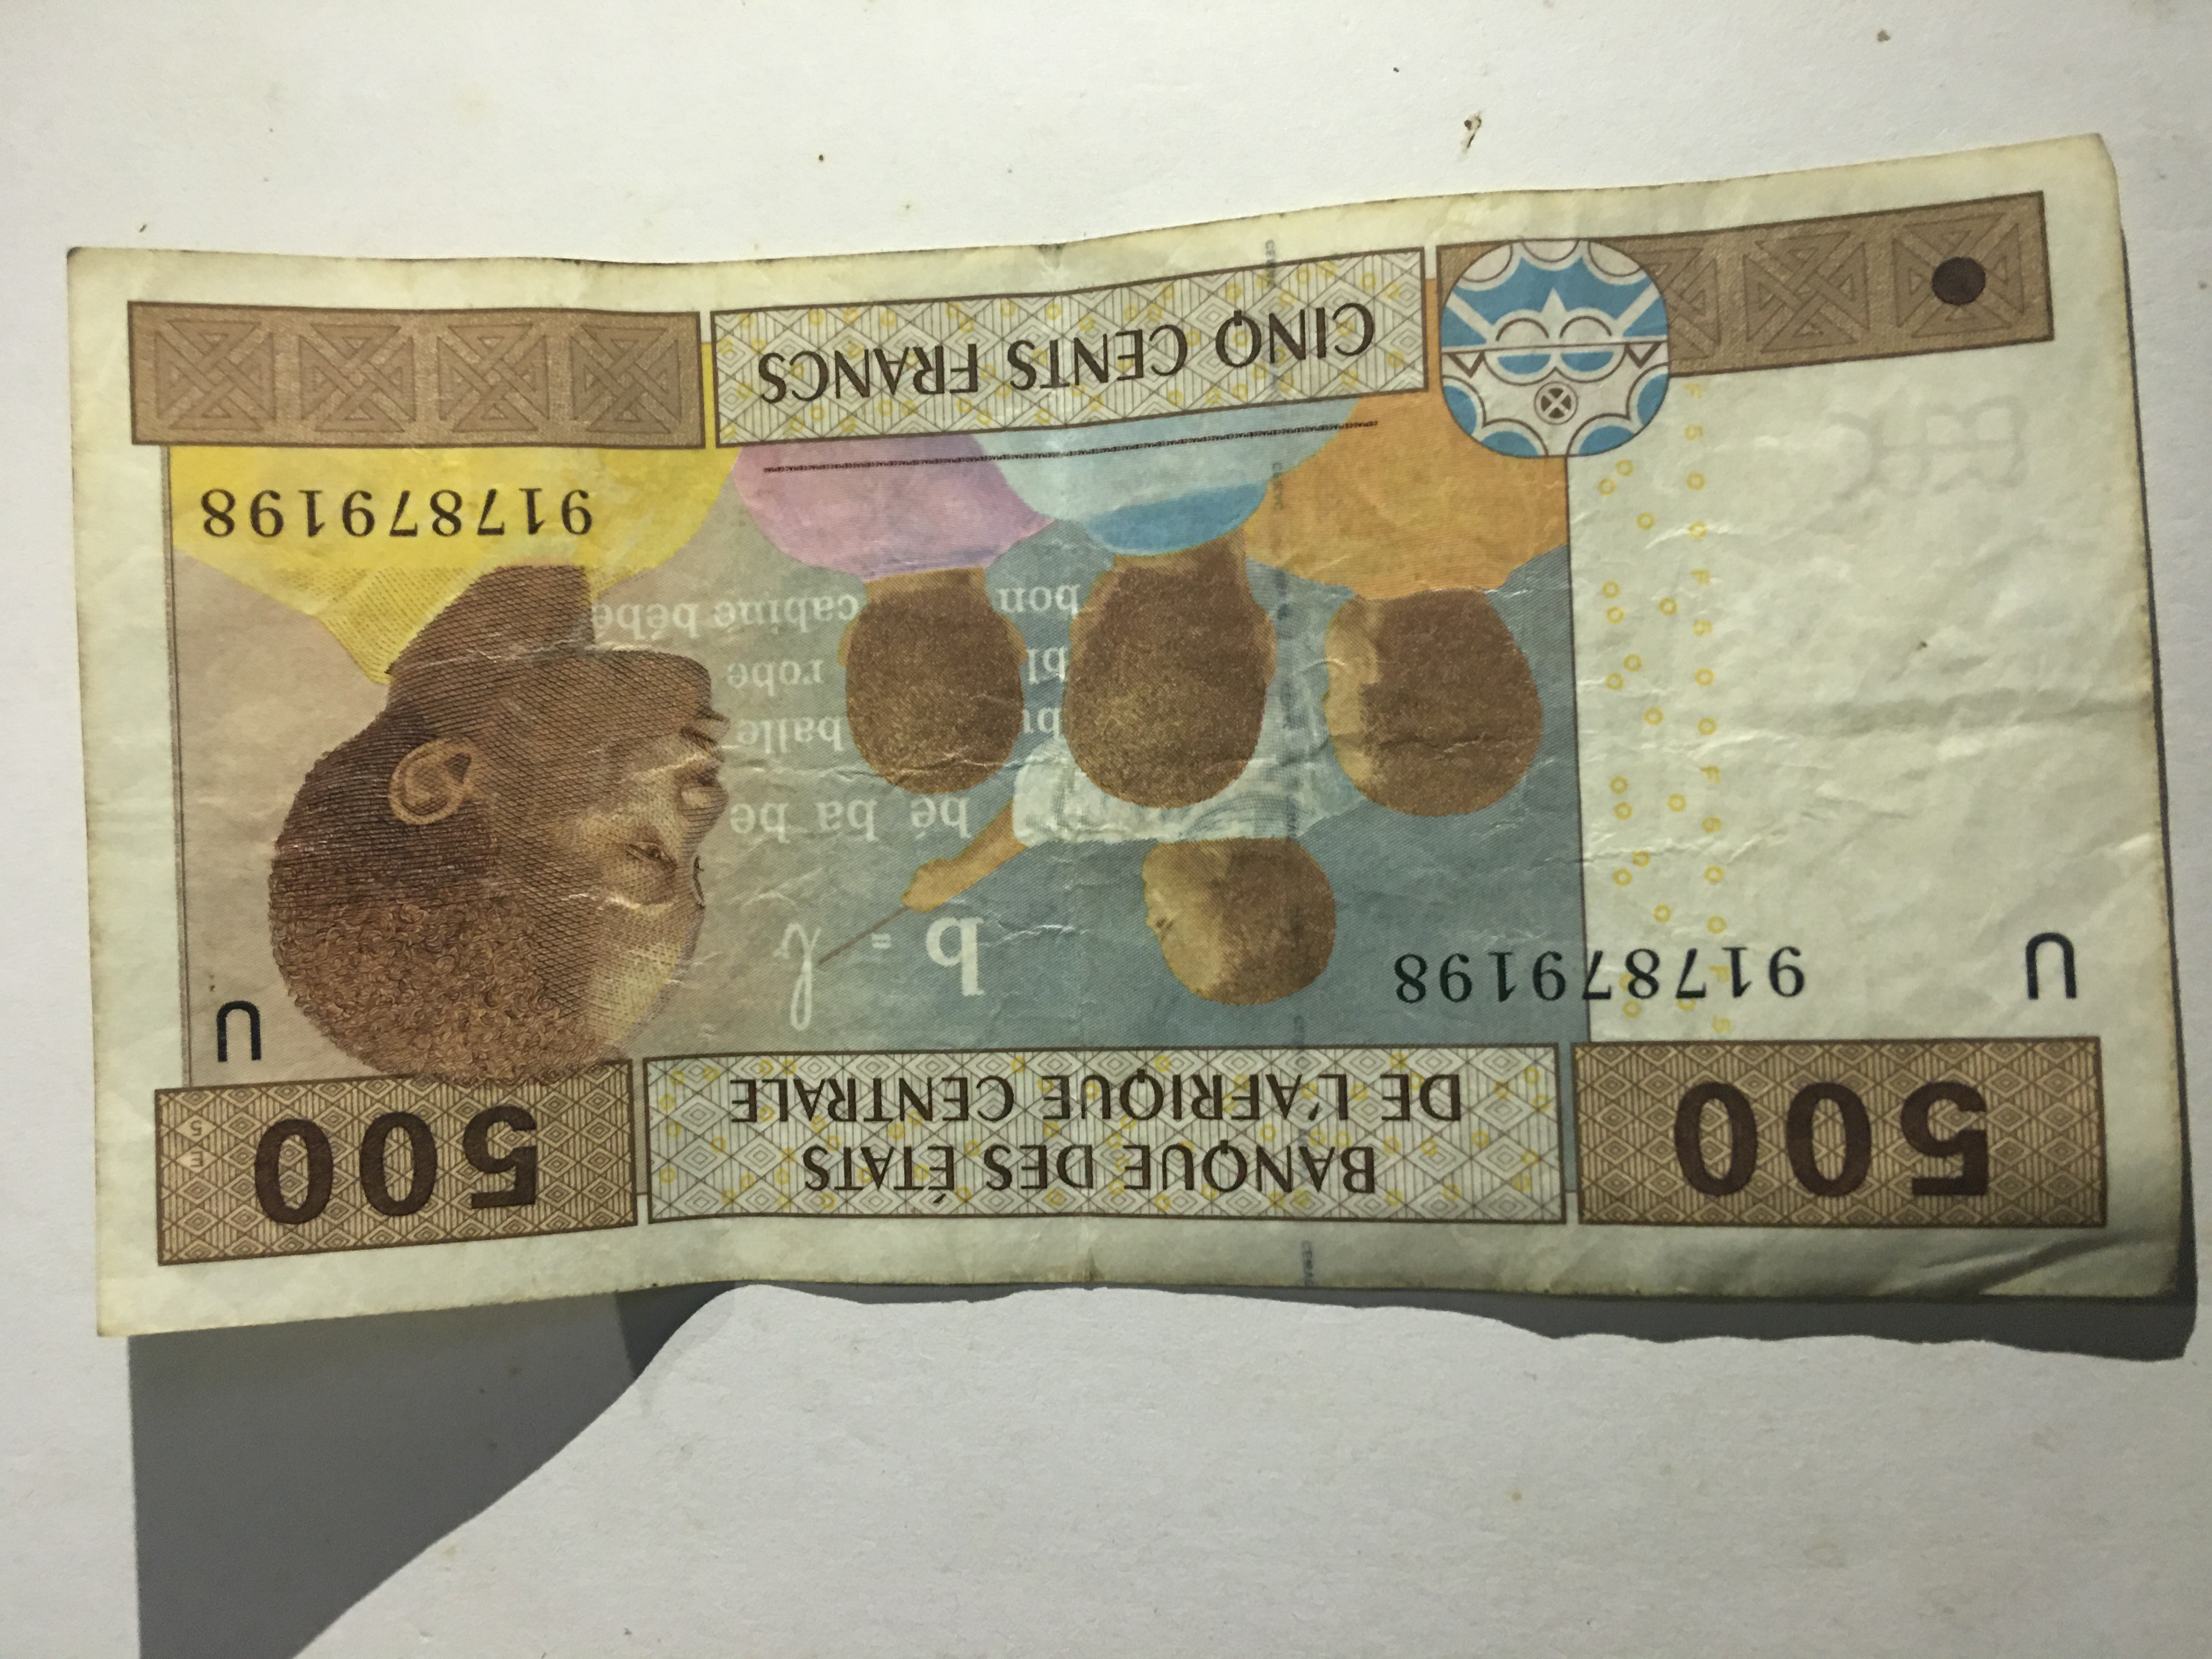 500
BANQUE DES ÉTATS
DE L'AFRIQUE CENTRALE
500
E
5
U
917879198
U
b = b
bé ba be
balle
robe
bon cabine bébé
917879198
CINQ CENTS FRANCS